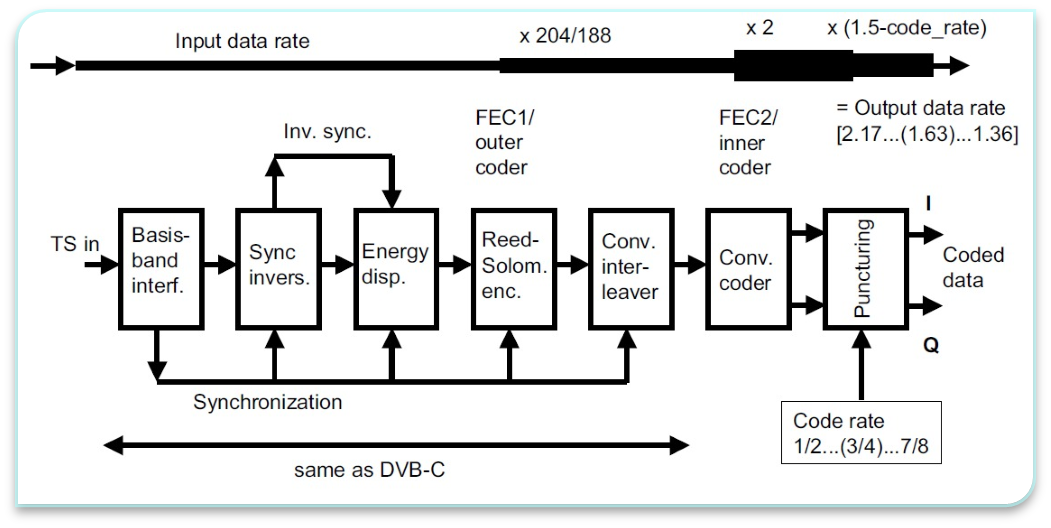 Input data rate
x 204/188
x 2
x (1.5-code_rate)
= Output data rate
[2.17...(1.63)...1.36]
FEC1/
outer
coder
FEC2/
inner
coder
Inv. sync.
TS in
Basis-
band
interf.
Sync
invers.
Energy
disp.
Reed-
Solom.
enc.
Conv.
inter-
leaver
Conv.
coder
Puncturing
I
Coded
data
Q
Synchronization
Code rate
1/2...(3/4)...7/8
same as DVB-C